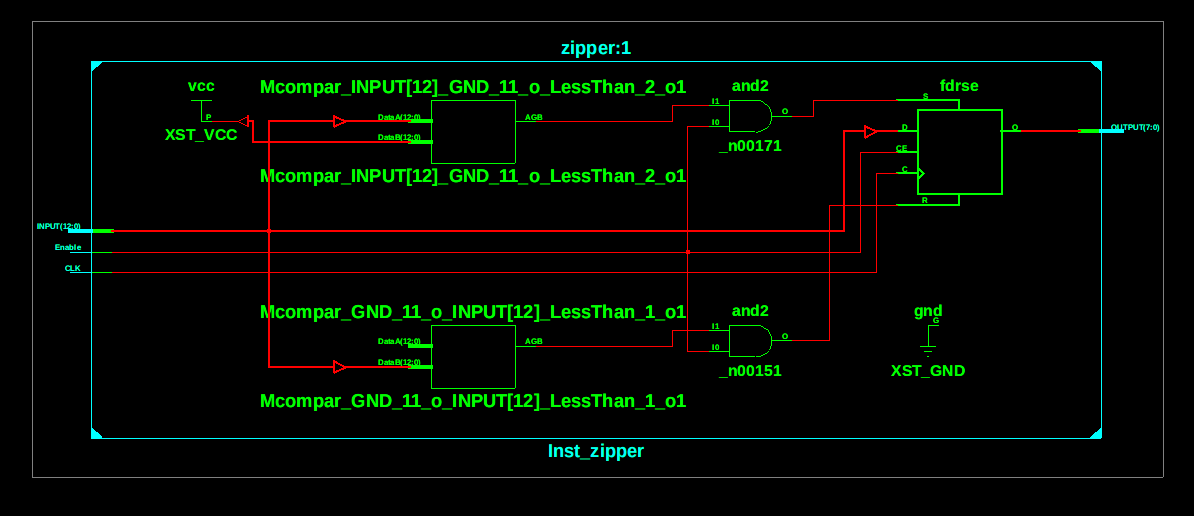 zipper:1
vcc
Mcompar_INPUT[12]_GND_11_o_LessThan_2_o1
and2
fdrse
P
XST_VCC
DataA(12:0)
DataB(12:0)
AGB
I1
I0
O
_n00171
S
D
CE
C
R
Q
OUTPUT(7:0)
Mcompar_INPUT[12]_GND_11_o_LessThan_2_o1
INPUT(12:0)
Enable
CLK
Mcompar_GND_11_o_INPUT[12]_LessThan_1_o1
and2
gnd
G
DataA(12:0)
DataB(12:0)
AGB
I1
I0
O
_n00151
XST_GND
Mcompar_GND_11_o_INPUT[12]_LessThan_1_o1
Inst_zipper